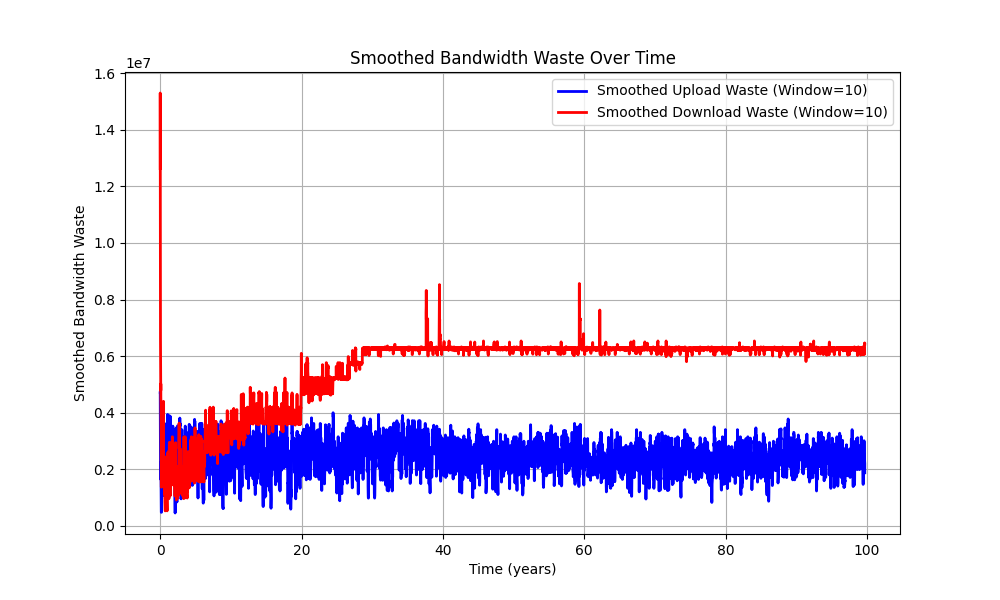 Smoothed Bandwidth Waste Over Time
1e7
Smoothed Upload Waste (Window=10)
Smoothed Download Waste (Window=10)
1.6
1.4
1.2
1.0
0.8
0.6
0.4
0.2
0.0
Smoothed Bandwidth Waste
0 20 40 60 80 100
Time (years)